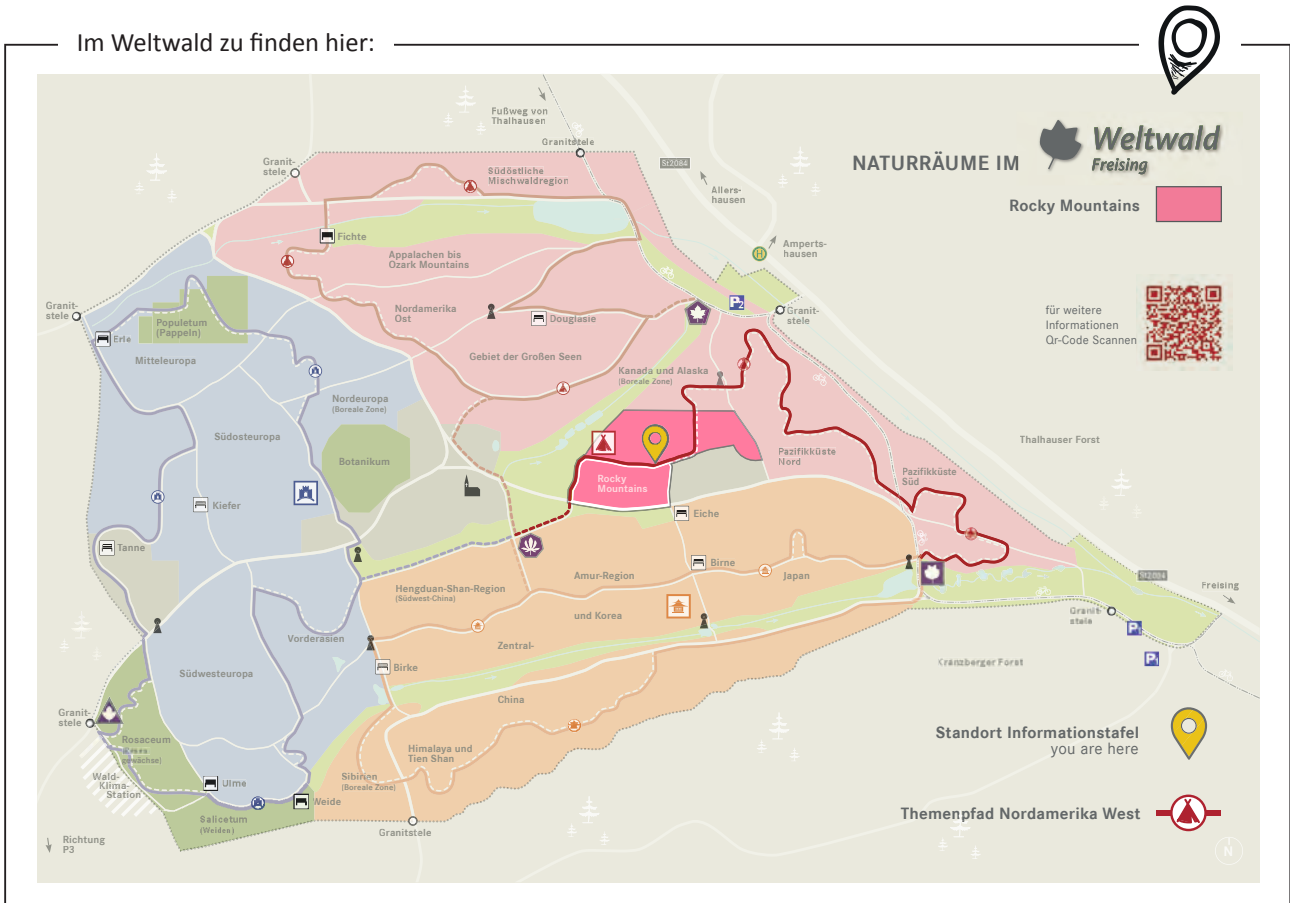 Im Weltwald zu finden hier:
Fußweg von
Thalhausen
Granitstele
Granit-
stele
St2084
Allers-
hausen
NATURRÄUME IM
Weltwald
Freising
Rocky Mountains
Südöstliche
Mischwaldregion
H
Amperts-
hausen
Fichte
Appalachen bis
Ozark Mountains
Granit-
stele
Nordamerika
Ost
Douglasie
P2
Granit-
stele
für weitere
Informationen
Qr-Code Scannen
Populetum
(Pappeln)
Erle
Mitteleuropa
Gebiet der Großen Seen
Kanada und Alaska
(Boreale Zone)
Nordeuropa
(Boreale Zone)
Südosteuropa
Botanikum
Thalhauser Forst
Pazifikküste
Nord
Pazifikküste
Süd
Rocky
Mountains
Kiefer
Eiche
Tanne
Birne
Amur-Region
Japan
Hengduan-Shan-Region
(Südwest-China)
und Korea
St2084
Freising
Granit-
stele
P1
P1
Vorderasien
Zentral-
Kranzberger Forst
Birke
Südwesteuropa
China
Granit-
stele
Rosaceum
(Rosen
gewächse)
Himalaya und
Tien Shan
Standort Informationstafel
you are here
Wald-
Klima-
Station
Ulme
Sibirien
(Boreale Zone)
Weide
Salicetum
(Weiden)
Granitstele
Themenpfad Nordamerika West
Richtung
P3
N